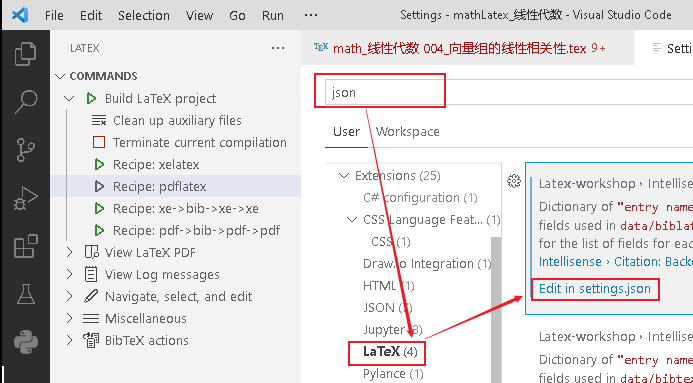 File Edit Selection View Go Run ··· Settings - mathLatex_线性代数 - Visual Studio Code
LATEX ···
COMMANDS
Build LaTeX project
Clean up auxiliary files
Terminate current compilation
Recipe: xelatex
Recipe: pdflatex
Recipe: xe->bib->xe->xe
Recipe: pdf->bib->pdf->pdf
View LaTeX PDF
View Log messages
Navigate, select, and edit
Miscellaneous
BibTeX actions
TEX math_线性代数 004_向量组的线性相关性.tex 9+
json
User Workspace
Extensions (25)
C# configuration (1)
CSS Language Feat... (1)
CSS (1)
Draw.io Integration (1)
HTML (1)
JSON
Jupyter
LaTeX (4)
Pylance (1)
Latex-workshop › Intellise
Dictionary of "entry name
fields used in data/biblat
for the list of fields for eac
Intellisense › Citation: Backe
Edit in settings.json
Latex-workshop › Intellise
Dictionary of "entry name
fields used in data/bibtex